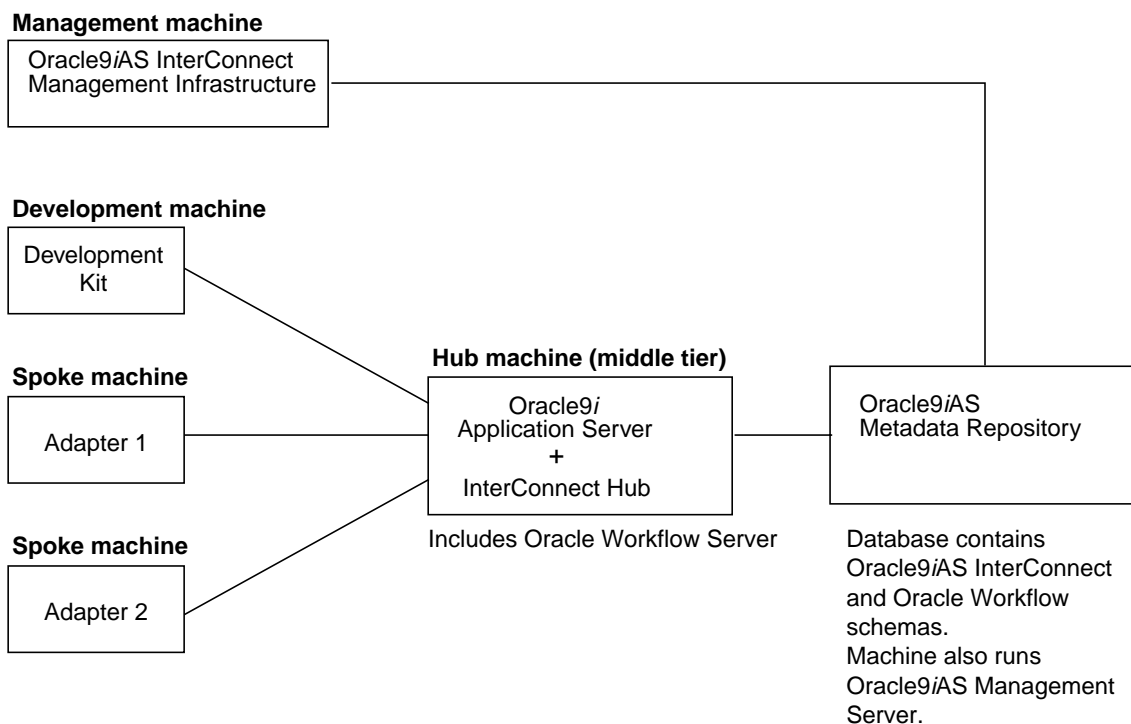 Management machine
Oracle9iAS InterConnect
Management Infrastructure
Development machine
Development
Kit
Spoke machine
Adapter 1
Spoke machine
Adapter 2
Hub machine (middle tier)
Oracle9i
Application Server
+
InterConnect Hub
Includes Oracle Workflow Server
Oracle9iAS
Metadata Repository
Database contains
Oracle9iAS InterConnect
and Oracle Workflow
schemas.
Machine also runs
Oracle9iAS Management
Server.